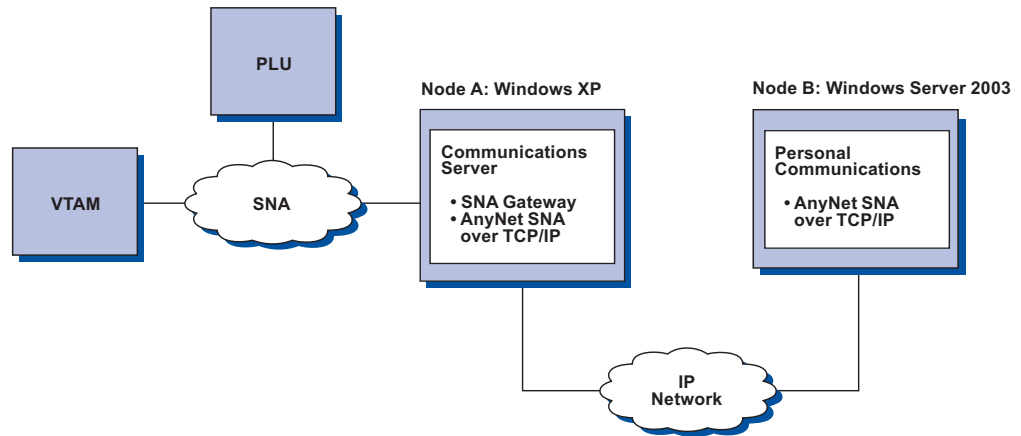 PLU
VTAM
SNA
Node A: Windows XP
Communications
Server
• SNA Gateway
• AnyNet SNA
over TCP/IP
Node B: Windows Server 2003
Personal
Communications
• AnyNet SNA
over TCP/IP
IP
Network